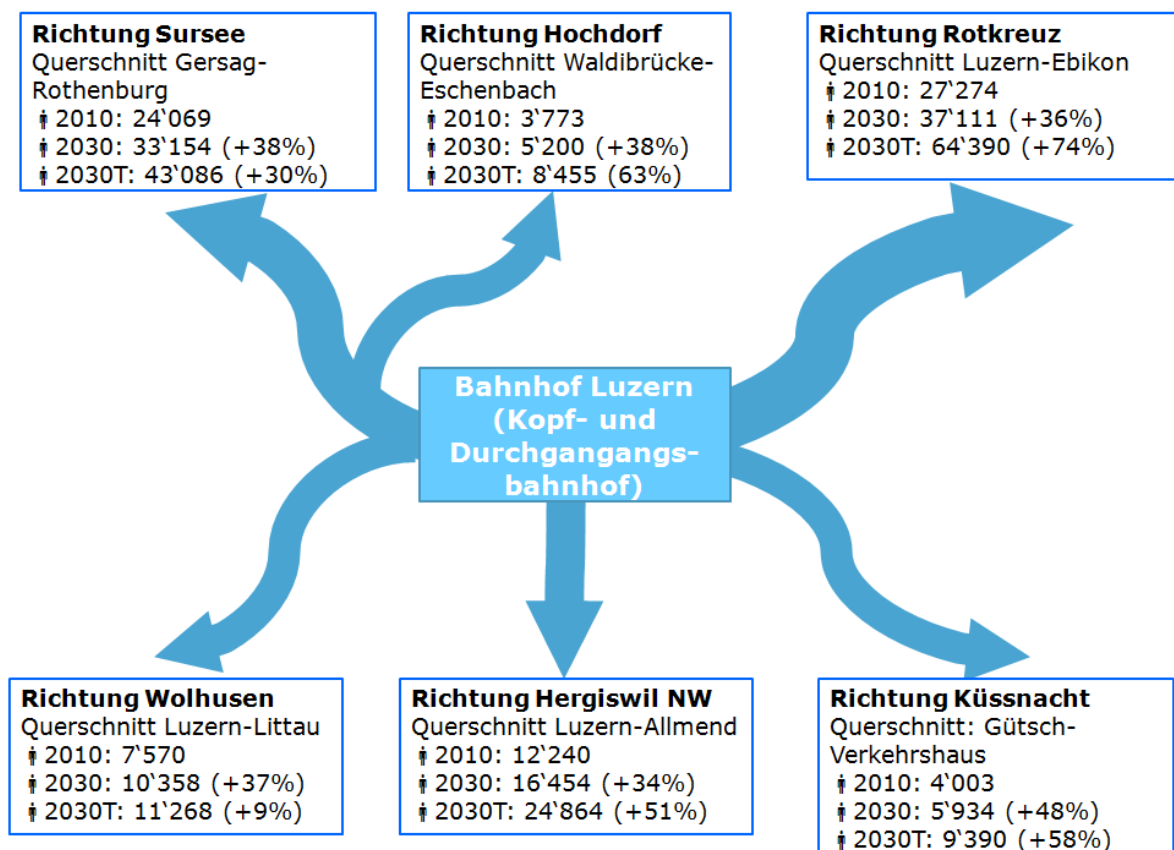 Richtung Sursee
Querschnitt Gersag-
Rothenburg
2010: 24‘069
2030: 33‘154 (+38%)
2030T: 43‘086 (+30%)
Richtung Hochdorf
Querschnitt Waldibrücke-
Eschenbach
2010: 3‘773
2030: 5‘200 (+38%)
2030T: 8‘455 (63%)
Richtung Rotkreuz
Querschnitt Luzern-Ebikon
2010: 27‘274
2030: 37‘111 (+36%)
2030T: 64‘390 (+74%)
Bahnhof Luzern
(Kopf- und
Durchgangangs-
bahnhof)
Richtung Wolhusen
Querschnitt Luzern-Littau
2010: 7‘570
2030: 10‘358 (+37%)
2030T: 11‘268 (+9%)
Richtung Hergiswil NW
Querschnitt Luzern-Allmend
2010: 12‘240
2030: 16‘454 (+34%)
2030T: 24‘864 (+51%)
Richtung Küssnacht
Querschnitt: Gütsch-
Verkehrshaus
2010: 4‘003
2030: 5‘934 (+48%)
2030T: 9‘390 (+58%)